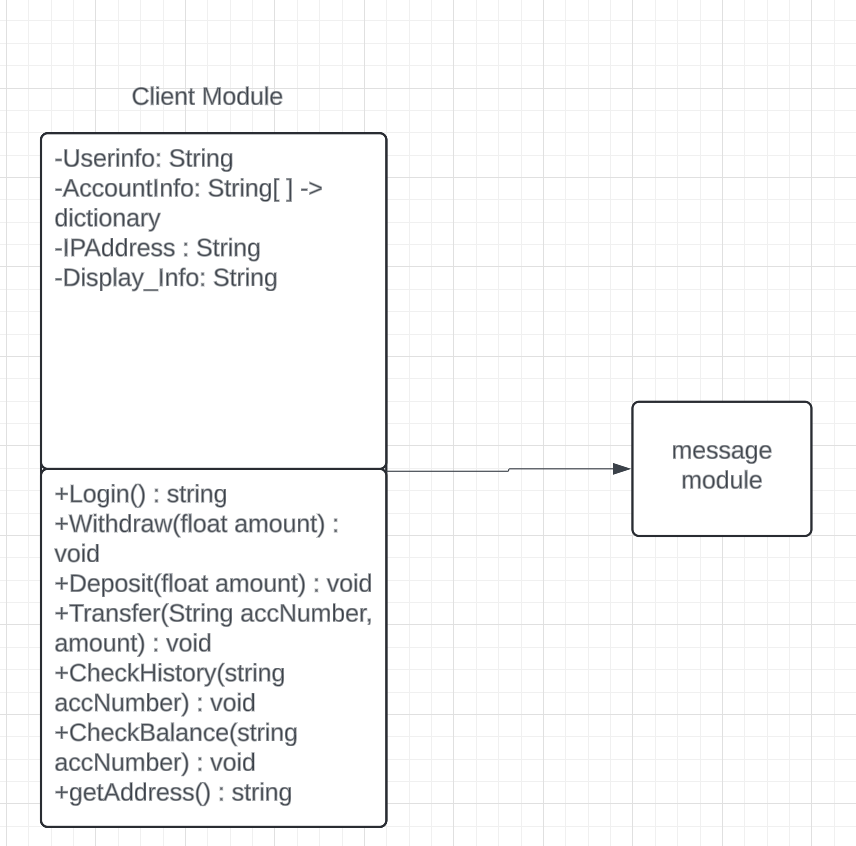 Client Module
-Userinfo: String
-AccountInfo: String[ ] ->
dictionary
-IPAddress : String
-Display_Info: String
+Login() : string
+Withdraw(float amount) :
void
+Deposit(float amount) : void
+Transfer(String accNumber,
amount) : void
+CheckHistory(string
accNumber) : void
+CheckBalance(string
accNumber) : void
+getAddress() : string
message
module